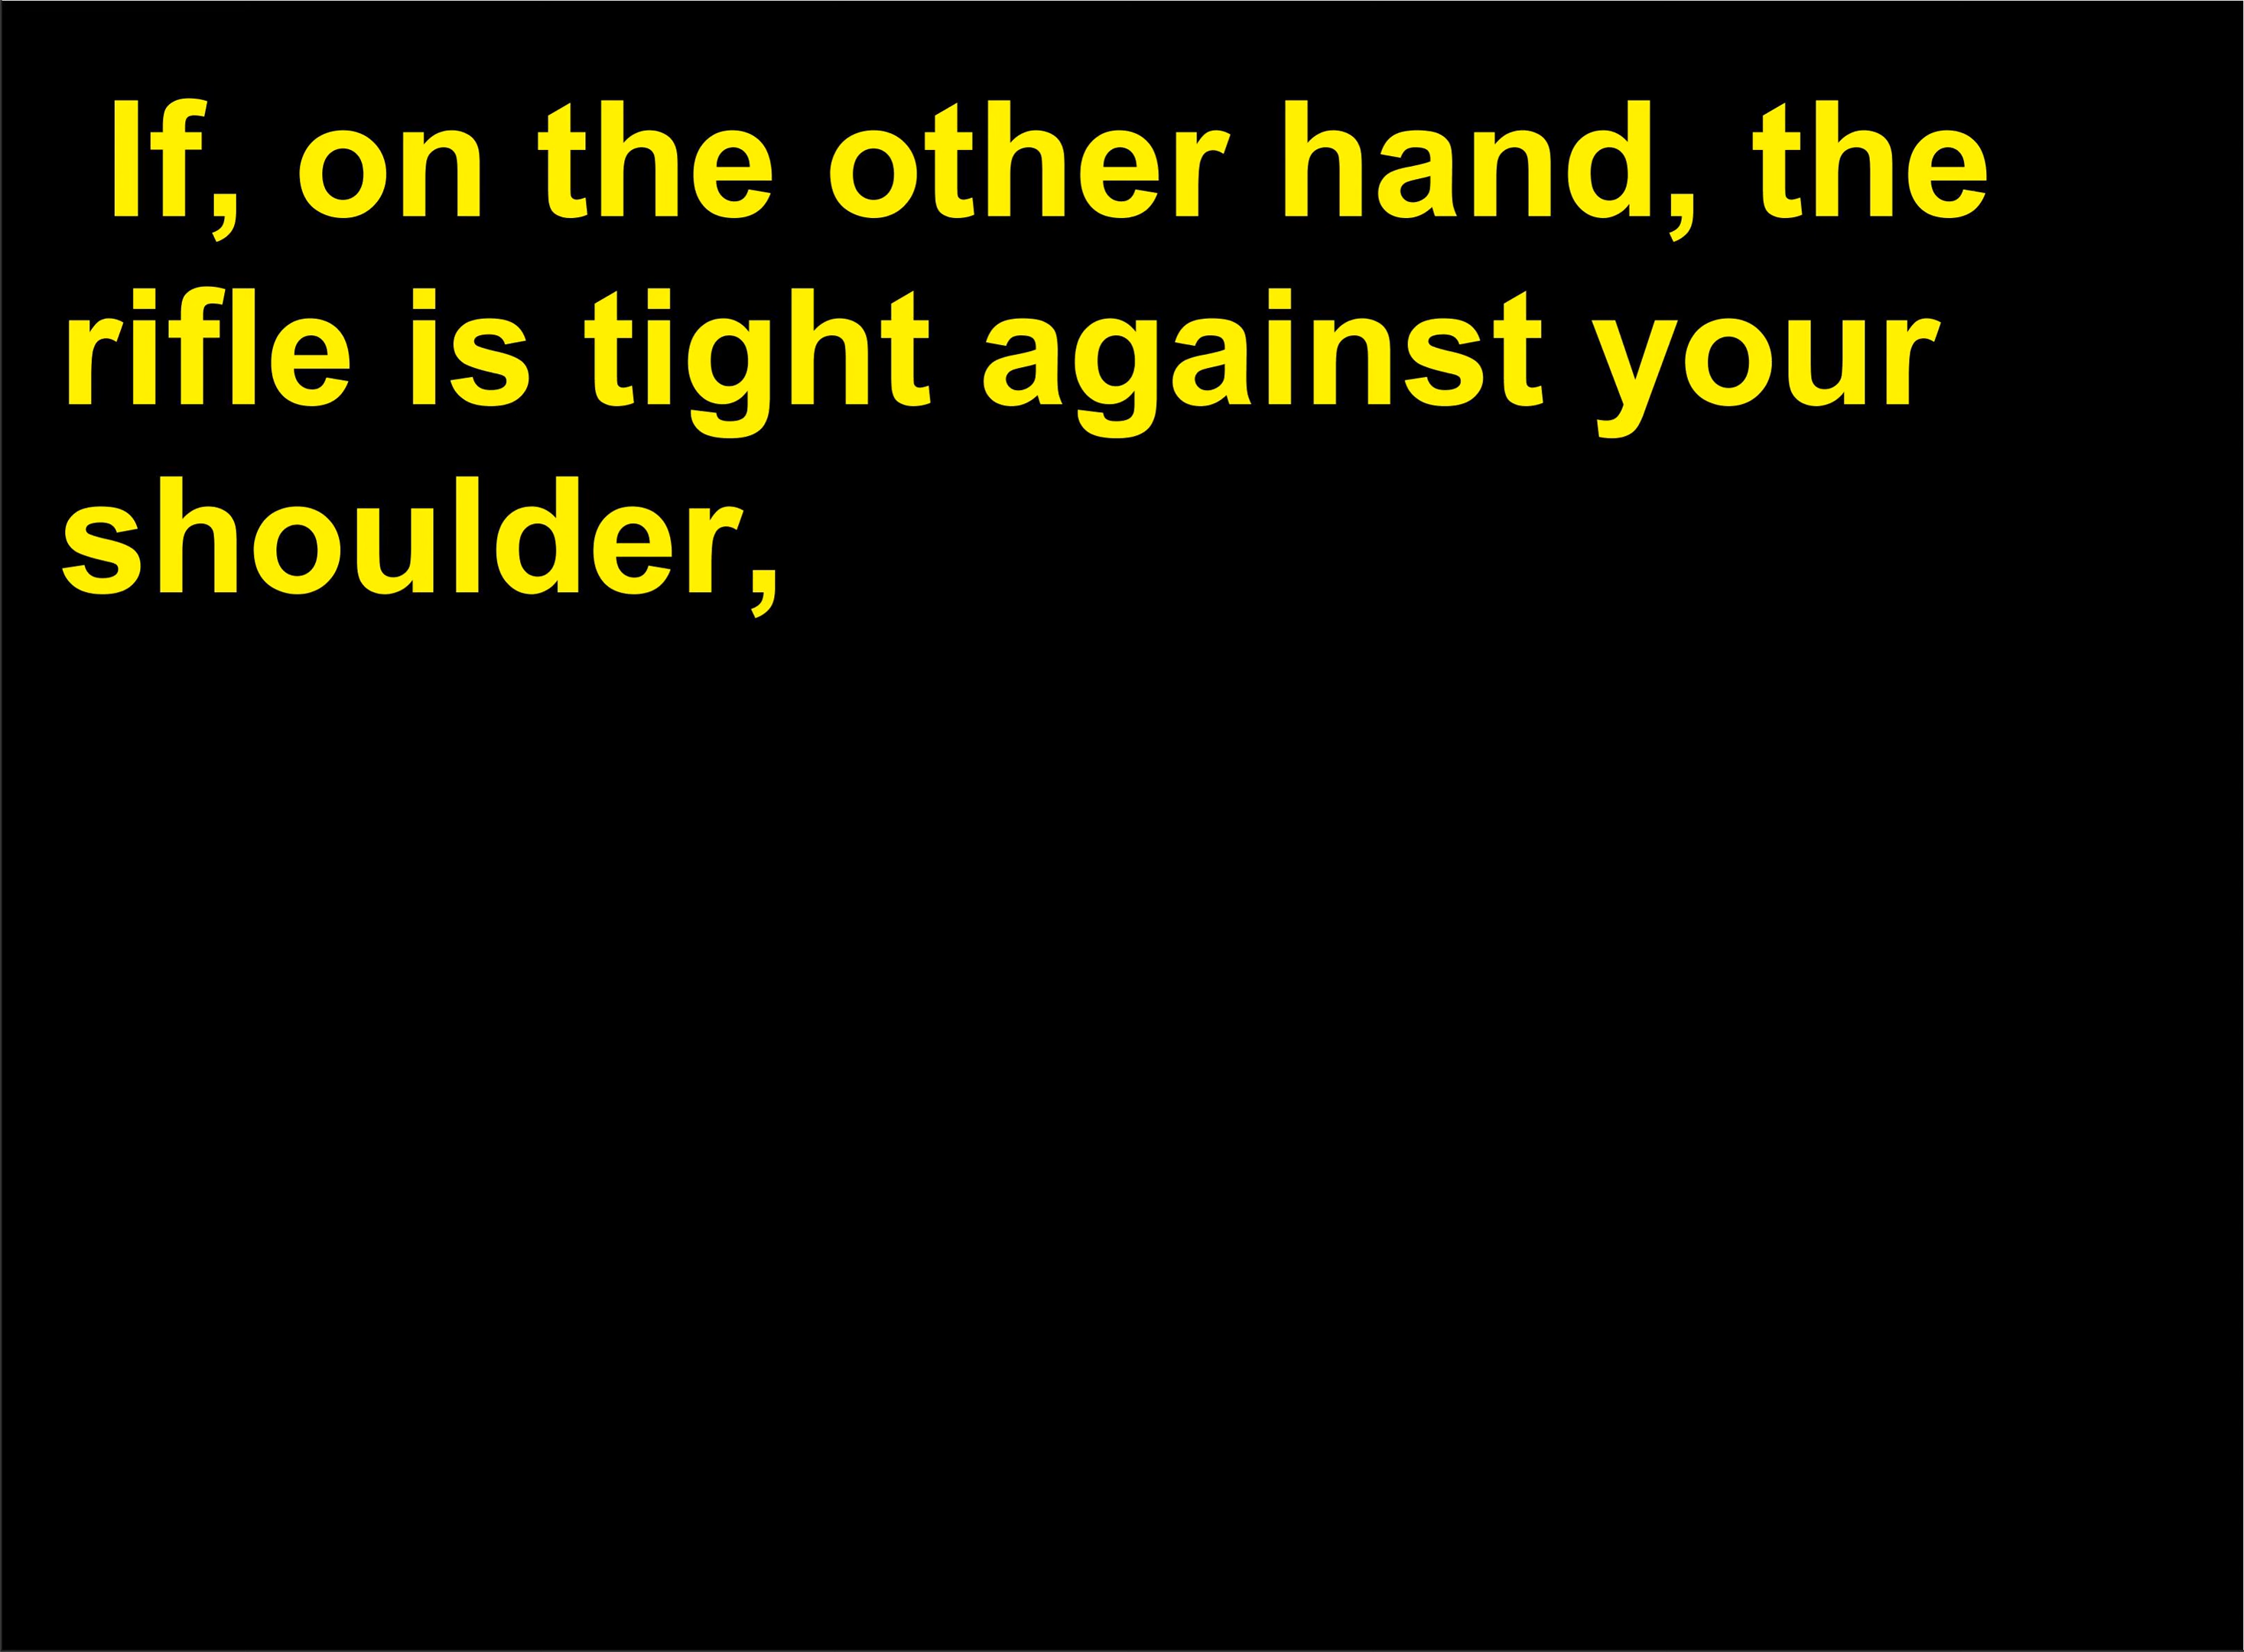 If, on the other hand, the
rifle is tight against your
shoulder,